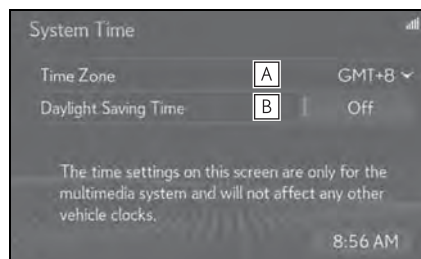 System Time
Time Zone A GMT+8
Daylight Saving Time B Off
The time settings on this screen are only for the
multimedia system and will not affect any other
vehicle clocks.
8:56 AM